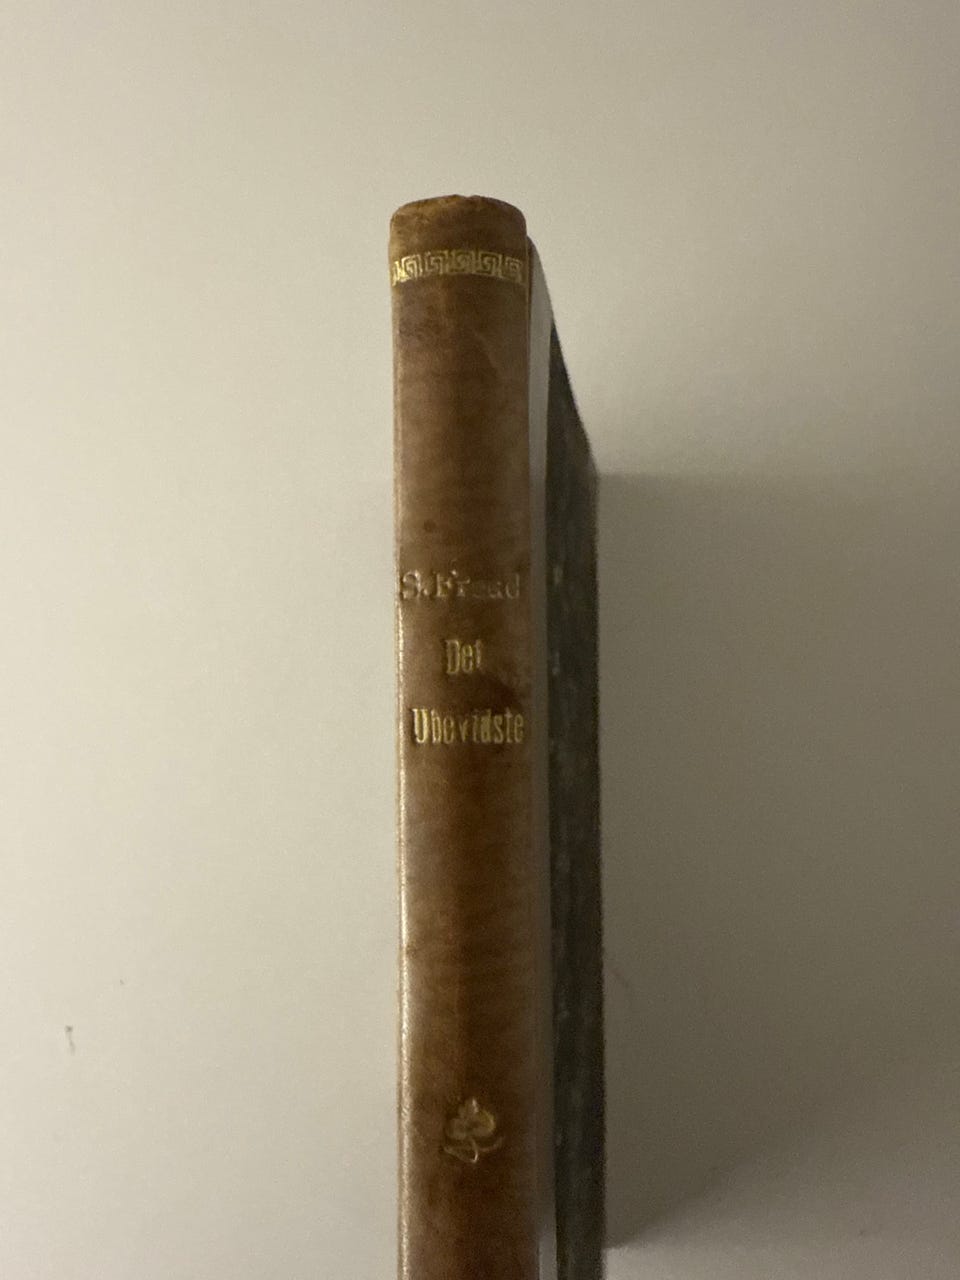 S. Freud
Det
Ubevidste